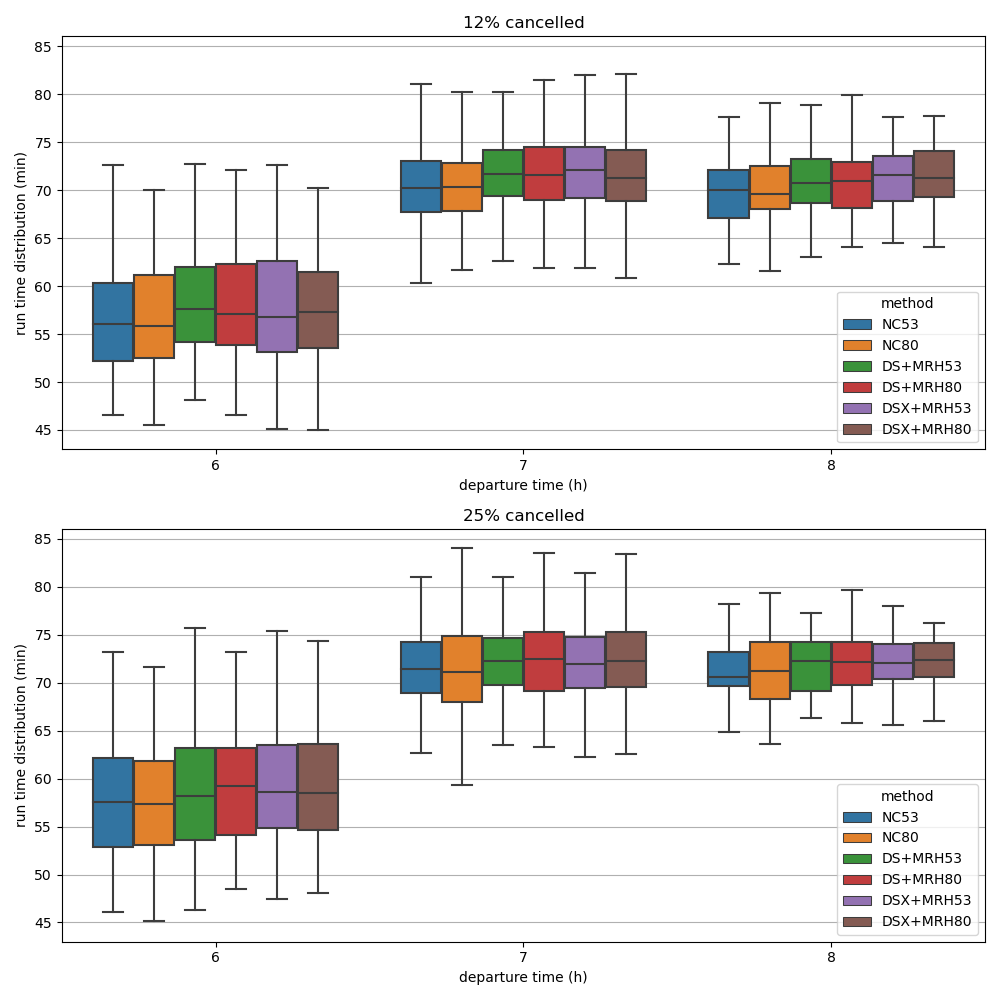 12% cancelled
85
80
75
70
65
60
55
50
45
run time distribution (min)
6
7
8
departure time (h)
method
NC53
NC80
DS+MRH53
DS+MRH80
DSX+MRH53
DSX+MRH80
25% cancelled
85
80
75
70
65
60
55
50
45
run time distribution (min)
6
7
8
departure time (h)
method
NC53
NC80
DS+MRH53
DS+MRH80
DSX+MRH53
DSX+MRH80